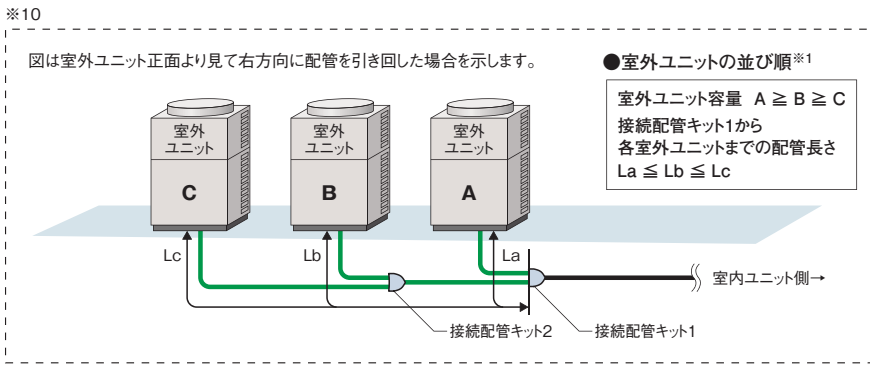 ※10
図は室外ユニット正面より見て右方向に配管を引き回した場合を示します。
●室外ユニットの並び順※1
室外ユニット容量 A ≧ B ≧ C
接続配管キット1から
各室外ユニットまでの配管長さ
La ≦ Lb ≦ Lc
室外
ユニット
C
室外
ユニット
B
室外
ユニット
A
Lc
Lb
La
室内ユニット側→
接続配管キット2
接続配管キット1